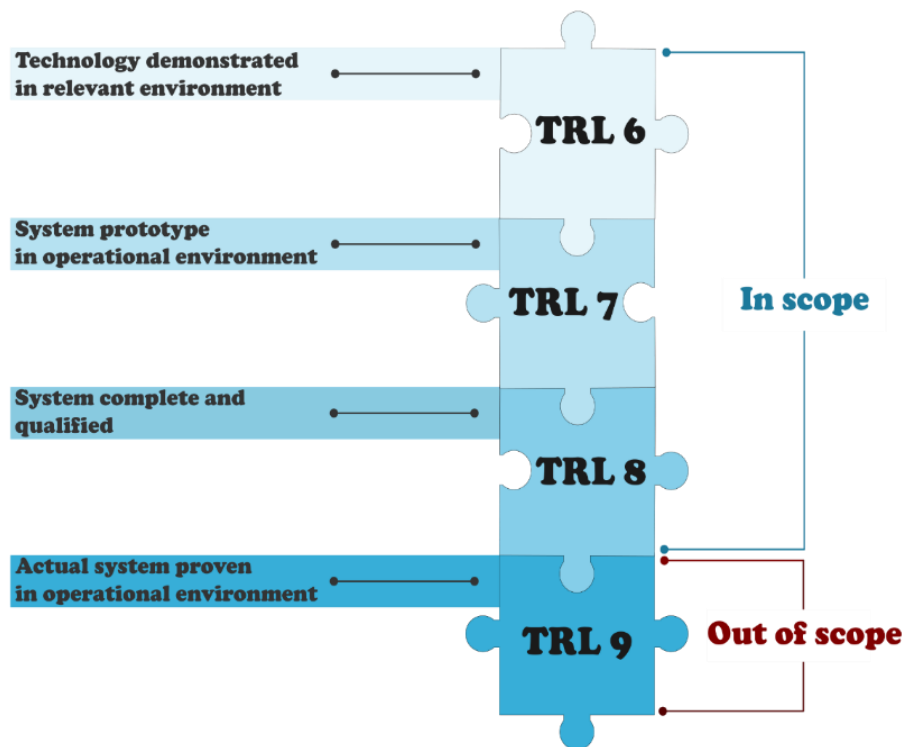 Technology demonstrated
in relevant environment
TRL 6
System prototype
in operational environment
TRL 7
In scope
System complete and
qualified
TRL 8
Actual system proven
in operational environment
TRL 9
Out of scope